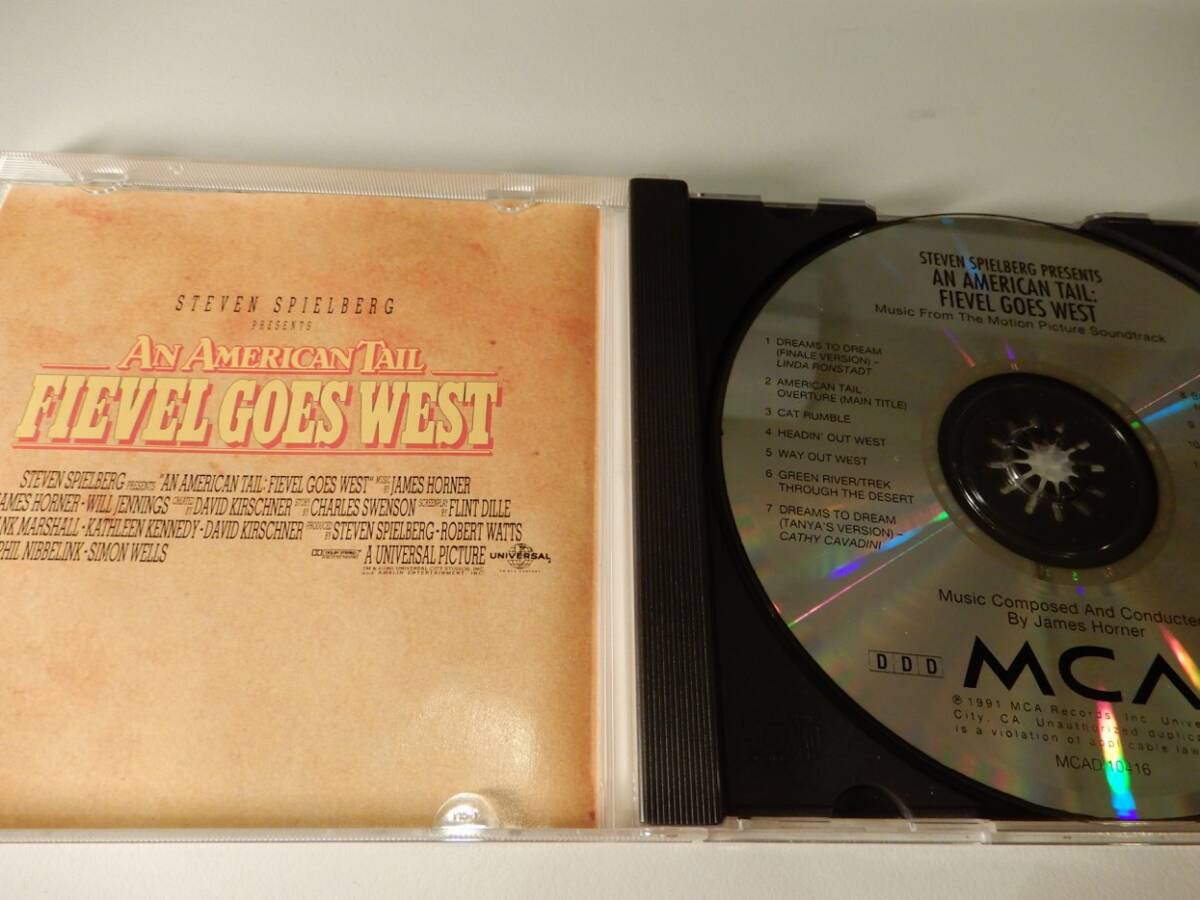 STEVEN SPIELBERG
PRESENTS
AN AMERICAN TAIL
FIEVEL GOES WEST
STEVEN SPIELBERG PRESENTS "AN AMERICAN TAIL·FIEVEL GOES WEST" MUSIC BY JAMES HORNER
JAMES HORNER-WILL JENNINGS CREATED BY DAVID KIRSCHNER STORY BY CHARLES SWENSON SCREENPLAY BY FLINT DILLE
MARSHALL-KATHLEEN KENNEDY-DAVID KIRSCHNER PRODUCED BY STEVEN SPIELBERG-ROBERT WATTS
PHIL NIBBELINK-SIMON WELLS
DOLBY STEREO
A UNIVERSAL PICTURE
UNIVERSAL
STEVEN SPIELBERG PRESENTS
AN AMERICAN TAIL:
FIEVEL GOES WEST
Music From The Motion Picture Soundtrack
1 DREAMS TO DREAM
(FINALE VERSION) –
LINDA RONSTADT
2 AMERICAN TAIL
OVERTURE (MAIN TITLE)
3 CAT RUMBLE
4 HEADIN' OUT WEST
5 WAY OUT WEST
6 GREEN RIVER/TREK
THROUGH THE DESERT
7 DREAMS TO DREAM
(TANYA'S VERSION) –
CATHY CAVADINI
8
9
10
Music Composed And Conducted
By James Horner
D D D
MCA
℗ 1991 MCA Records, Inc. Unive
City, CA. Unauthorized duplica
is a violation of applicable law
MCAD 10416